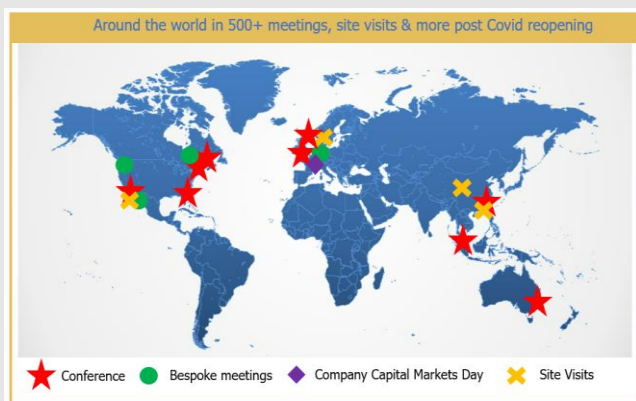 Around the world in 500+ meetings, site visits & more post Covid reopening
Conference
Bespoke meetings
Company Capital Markets Day
Site Visits